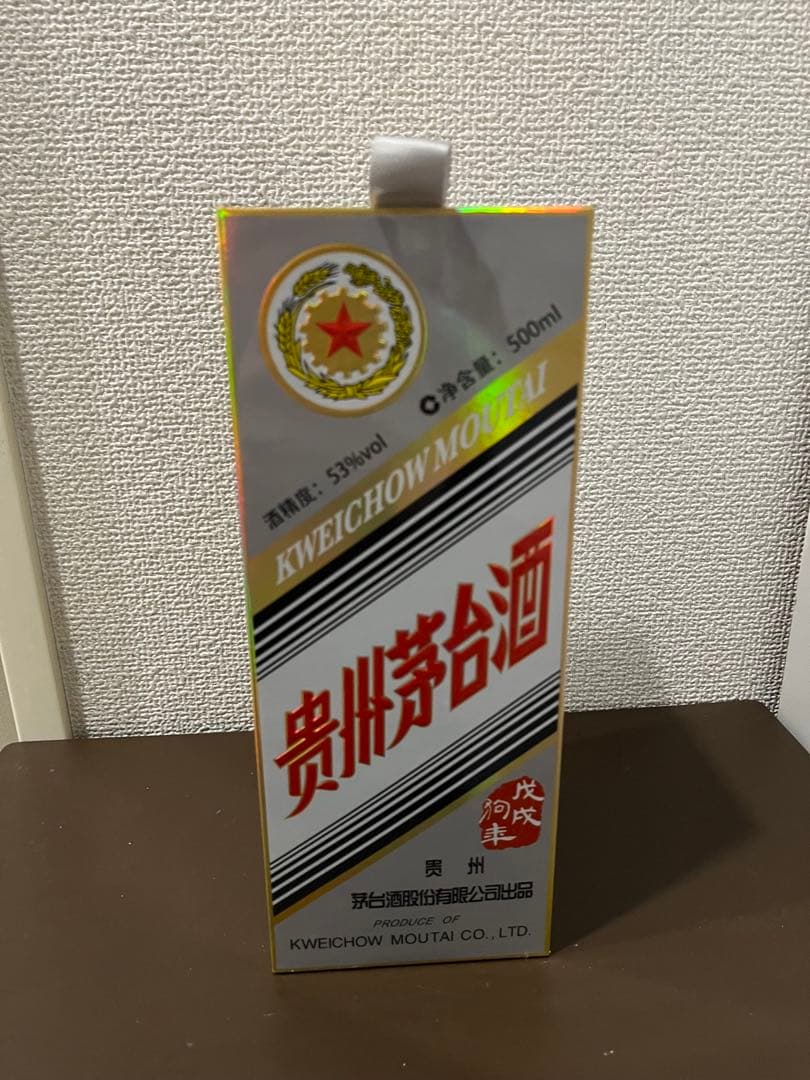 酒精度：53%vol
C净含量：500ml
KWEICHOW MOUTAI
贵州茅台酒
戊戌
狗年
贵 州
茅台酒股份有限公司出品
PRODUCE OF
KWEICHOW MOUTAI CO., LTD.